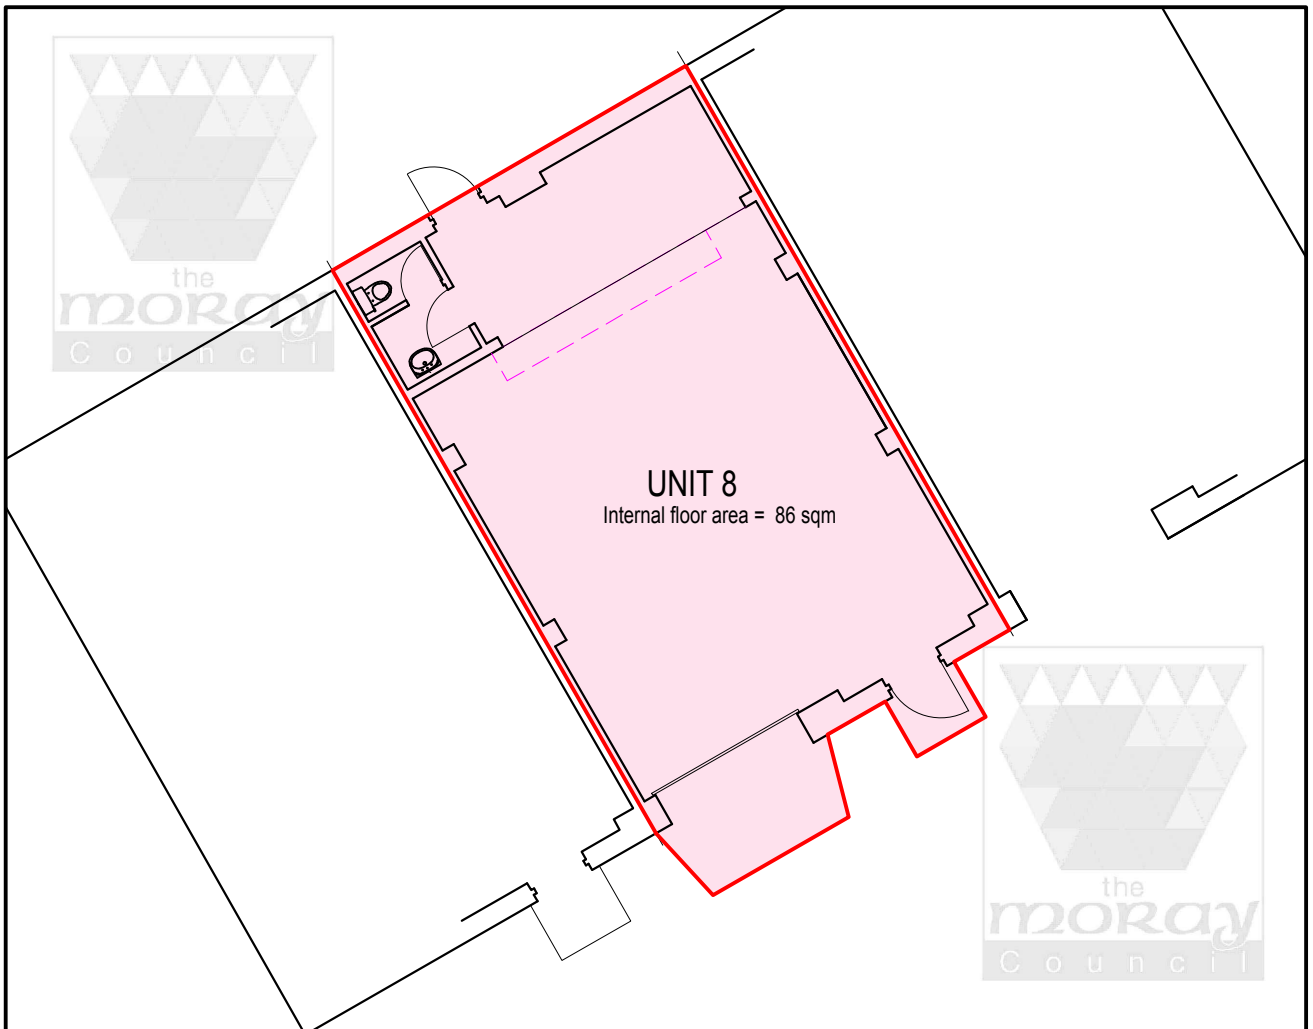 the
moray
Council
UNIT 8
Internal floor area = 86 sqm
the
moray
Council